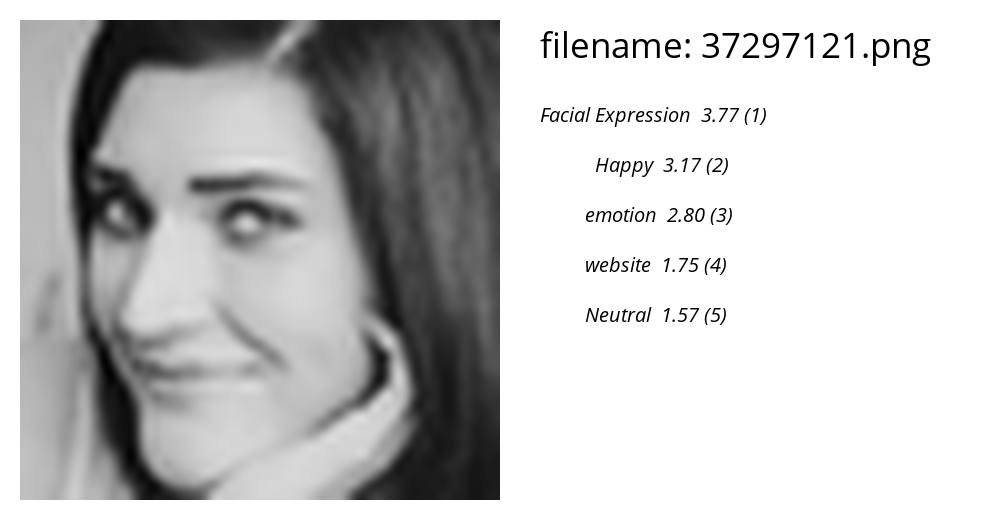 filename: 37297121.png
Facial Expression 3.77 (1)
Happy 3.17 (2)
emotion 2.80 (3)
website 1.75 (4)
Neutral 1.57 (5)